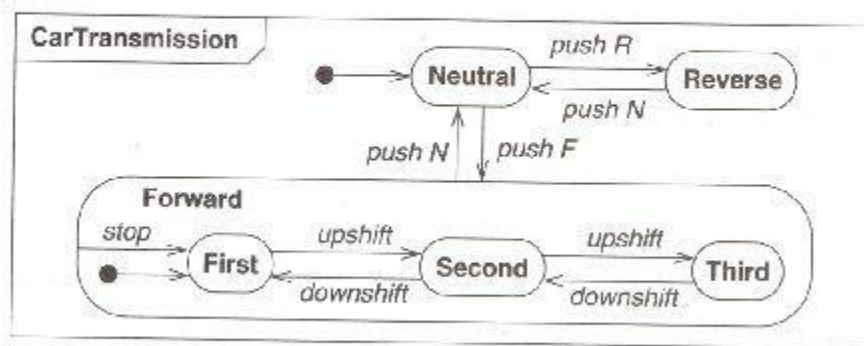 CarTransmission
push R
Neutral
Reverse
push N
push N
push F
Forward
stop
upshift
upshift
First
Second
Third
downshift
downshift